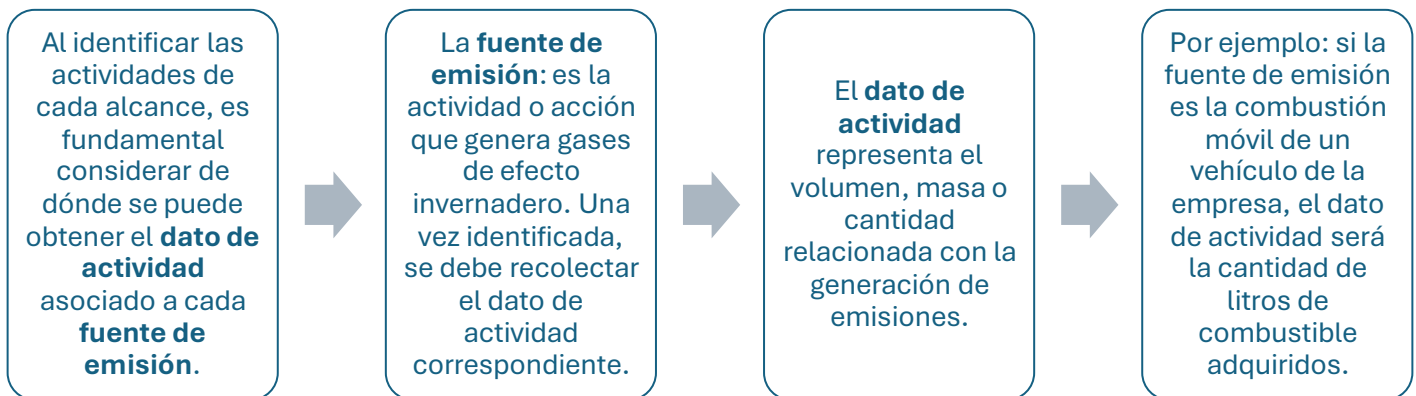 Al identificar las
actividades de
cada alcance, es
fundamental
considerar de
dónde se puede
obtener el dato de
actividad
asociado a cada
fuente de
emisión.
La fuente de
emisión: es la
actividad o acción
que genera gases
de efecto
invernadero. Una
vez identificada,
se debe recolectar
el dato de
actividad
correspondiente.
El dato de
actividad
representa el
volumen, masa o
cantidad
relacionada con la
generación de
emisiones.
Por ejemplo: si la
fuente de emisión
es la combustión
móvil de un
vehículo de la
empresa, el dato
de actividad será
la cantidad de
litros de
combustible
adquiridos.